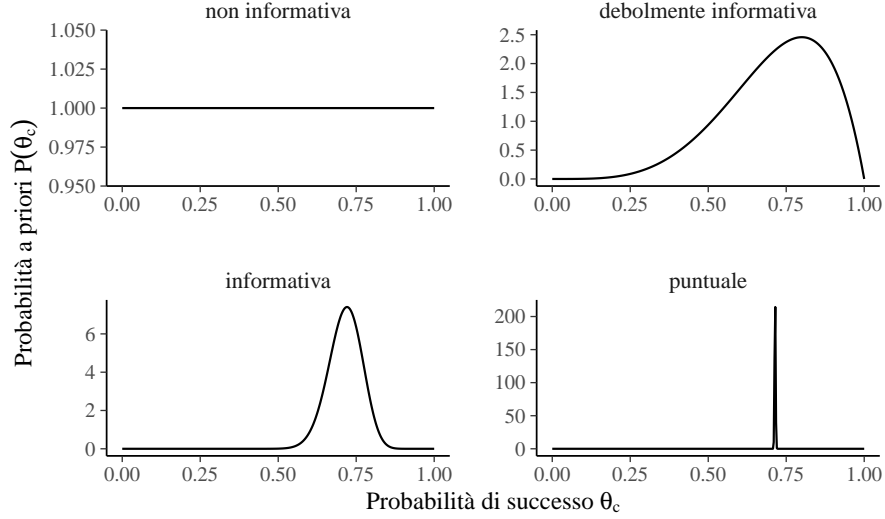 non informativa
debolmente informativa
1.050
1.025
1.000
0.975
0.950
0.00 0.25 0.50 0.75 1.00
2.5
2.0
1.5
1.0
0.5
0.0
0.00 0.25 0.50 0.75 1.00
informativa
puntuale
6
4
2
0
0.00 0.25 0.50 0.75 1.00
200
150
100
50
0
0.00 0.25 0.50 0.75 1.00
Probabilità a priori P(θc)
Probabilità di successo θc